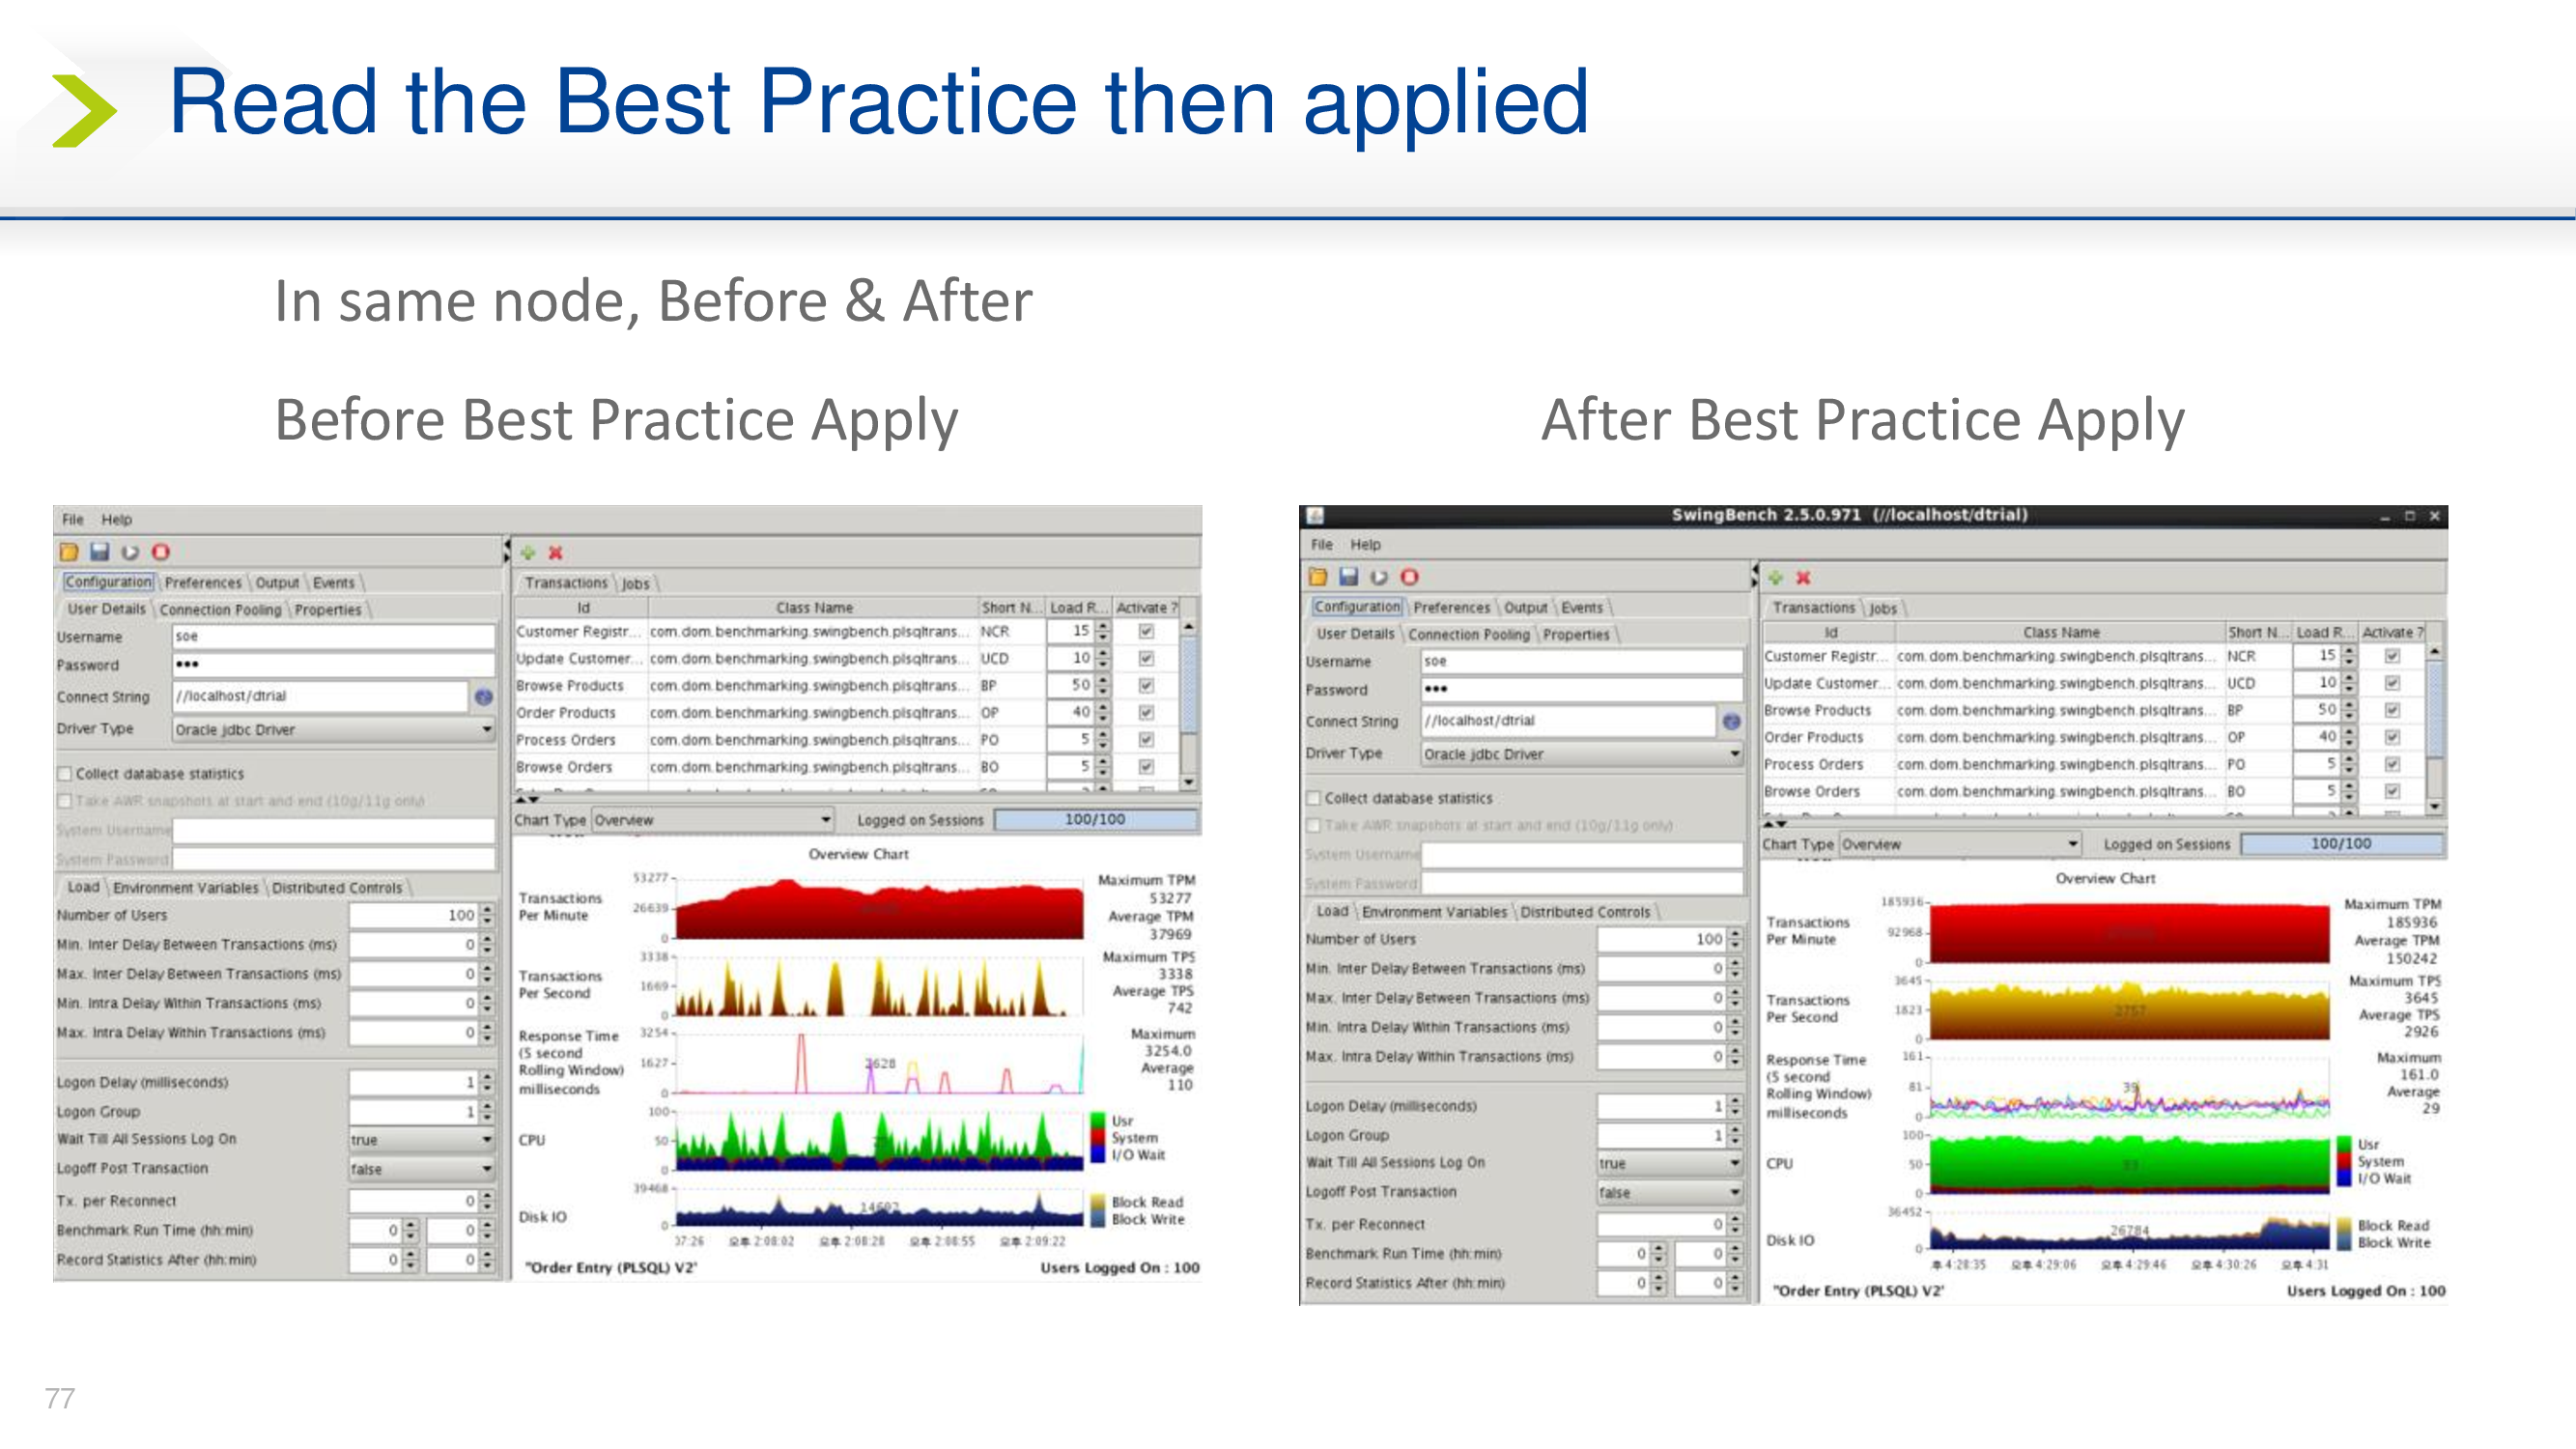 Read the Best Practice then applied
In same node, Before & After
Before Best Practice Apply
After Best Practice Apply
File Help
Configuration Preferences Output Events
User Details Connection Pooling Properties
Username soe
Password •••
Connect String //localhost/dtrial
Driver Type Oracle jdbc Driver
Collect database statistics
Take AWR snapshots at start and end (10g/11g only)
System Username
System Password
Load Environment Variables Distributed Controls
Number of Users 100
Min. Inter Delay Between Transactions (ms) 0
Max. Inter Delay Between Transactions (ms) 0
Min. Intra Delay Within Transactions (ms) 0
Max. Intra Delay Within Transactions (ms) 0
Logon Delay (milliseconds) 1
Logon Group 1
Wait Till All Sessions Log On true
Logoff Post Transaction false
Tx. per Reconnect 0
Benchmark Run Time (hh:min) 0 0
Record Statistics After (hh:min) 0 0
Transactions Jobs
Id Class Name Short N... Load R... Activate ?
Customer Registr... com.dom.benchmarking.swingbench.plsqltrans... NCR 15
Update Customer... com.dom.benchmarking.swingbench.plsqltrans... UCD 10
Browse Products com.dom.benchmarking.swingbench.plsqltrans... BP 50
Order Products com.dom.benchmarking.swingbench.plsqltrans... OP 40
Process Orders com.dom.benchmarking.swingbench.plsqltrans... PO 5
Browse Orders com.dom.benchmarking.swingbench.plsqltrans... BO 5
Chart Type Overview Logged on Sessions 100/100
Overview Chart
Transactions
Per Minute
53277
26639
0
Maximum TPM
53277
Average TPM
37969
Transactions
Per Second
3338
1669
0
Maximum TPS
3338
Average TPS
742
Response Time
(5 second
Rolling Window)
milliseconds
3254
1627
0
2628
Maximum
3254.0
Average
110
CPU
100
50
0
Usr
System
I/O Wait
Disk IO
39468
0
Block Read
Block Write
07:26 오후 2:08:02 오후 2:08:28 오후 2:08:55 오후 2:09:22
"Order Entry (PLSQL) V2" Users Logged On : 100
SwingBench 2.5.0.971 (//localhost/dtrial)
File Help
Configuration Preferences Output Events
User Details Connection Pooling Properties
Username soe
Password •••
Connect String //localhost/dtrial
Driver Type Oracle jdbc Driver
Collect database statistics
Take AWR snapshots at start and end (10g/11g only)
System Username
System Password
Load Environment Variables Distributed Controls
Number of Users 100
Min. Inter Delay Between Transactions (ms) 0
Max. Inter Delay Between Transactions (ms) 0
Min. Intra Delay Within Transactions (ms) 0
Max. Intra Delay Within Transactions (ms) 0
Logon Delay (milliseconds) 1
Logon Group 1
Wait Till All Sessions Log On true
Logoff Post Transaction false
Tx. per Reconnect 0
Benchmark Run Time (hh:min) 0 0
Record Statistics After (hh:min) 0 0
Transactions Jobs
Id Class Name Short N... Load R... Activate ?
Customer Registr... com.dom.benchmarking.swingbench.plsqltrans... NCR 15
Update Customer... com.dom.benchmarking.swingbench.plsqltrans... UCD 10
Browse Products com.dom.benchmarking.swingbench.plsqltrans... BP 50
Order Products com.dom.benchmarking.swingbench.plsqltrans... OP 40
Process Orders com.dom.benchmarking.swingbench.plsqltrans... PO 5
Browse Orders com.dom.benchmarking.swingbench.plsqltrans... BO 5
Chart Type Overview Logged on Sessions 100/100
Overview Chart
Transactions
Per Minute
185936
92968
0
Maximum TPM
185936
Average TPM
150242
Transactions
Per Second
3645
1823
0
2757
Maximum TPS
3645
Average TPS
2926
Response Time
(5 second
Rolling Window)
milliseconds
161
81
0
39
Maximum
161.0
Average
29
CPU
100
50
0
93
Usr
System
I/O Wait
Disk IO
36452
0
26784
Block Read
Block Write
후 4:28:35 오후 4:29:06 오후 4:29:46 오후 4:30:26 오후 4:31
"Order Entry (PLSQL) V2" Users Logged On : 100
77